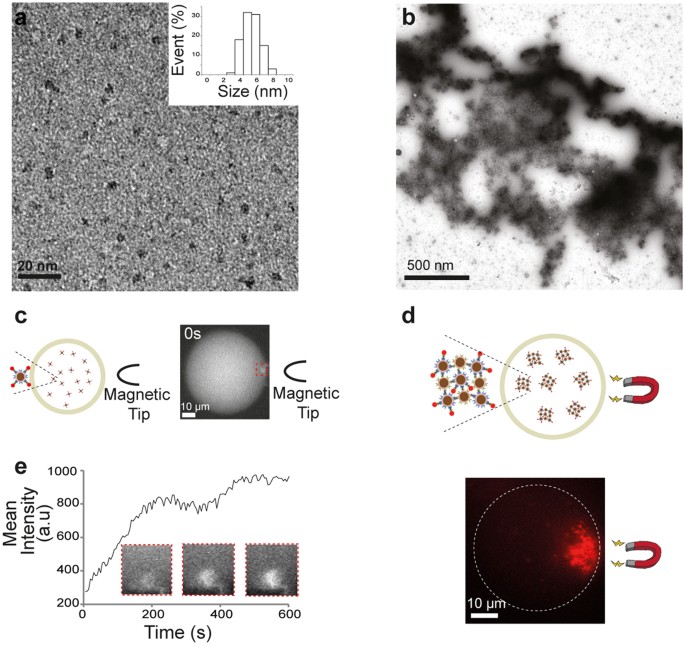 a
Event (%)
30
20
10
0
0 2 4 6 8 10
Size (nm)
20 nm
b
500 nm
c
Magnetic
Tip
0s
10 µm
Magnetic
Tip
d
e
Mean
Intensity
(a.u)
1000
800
600
400
200
0 200 400 600
Time (s)
10 µm